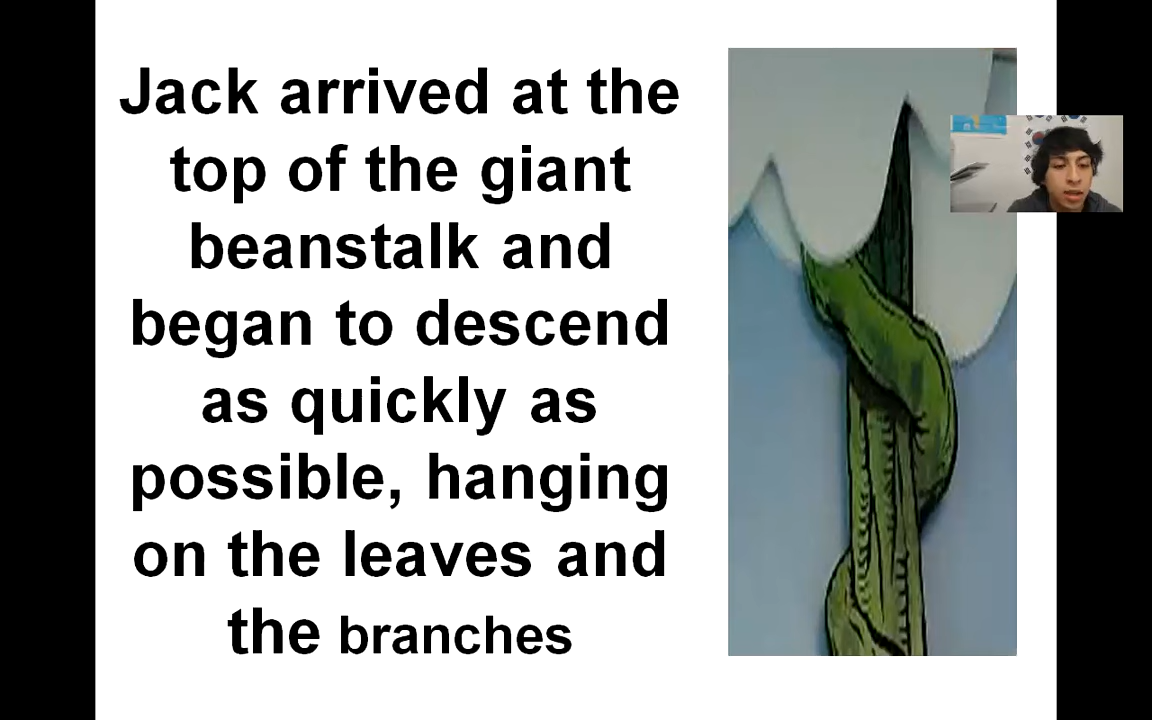 Jack arrived at the
top of the giant
beanstalk and
began to descend
as quickly as
possible, hanging
on the leaves and
the branches